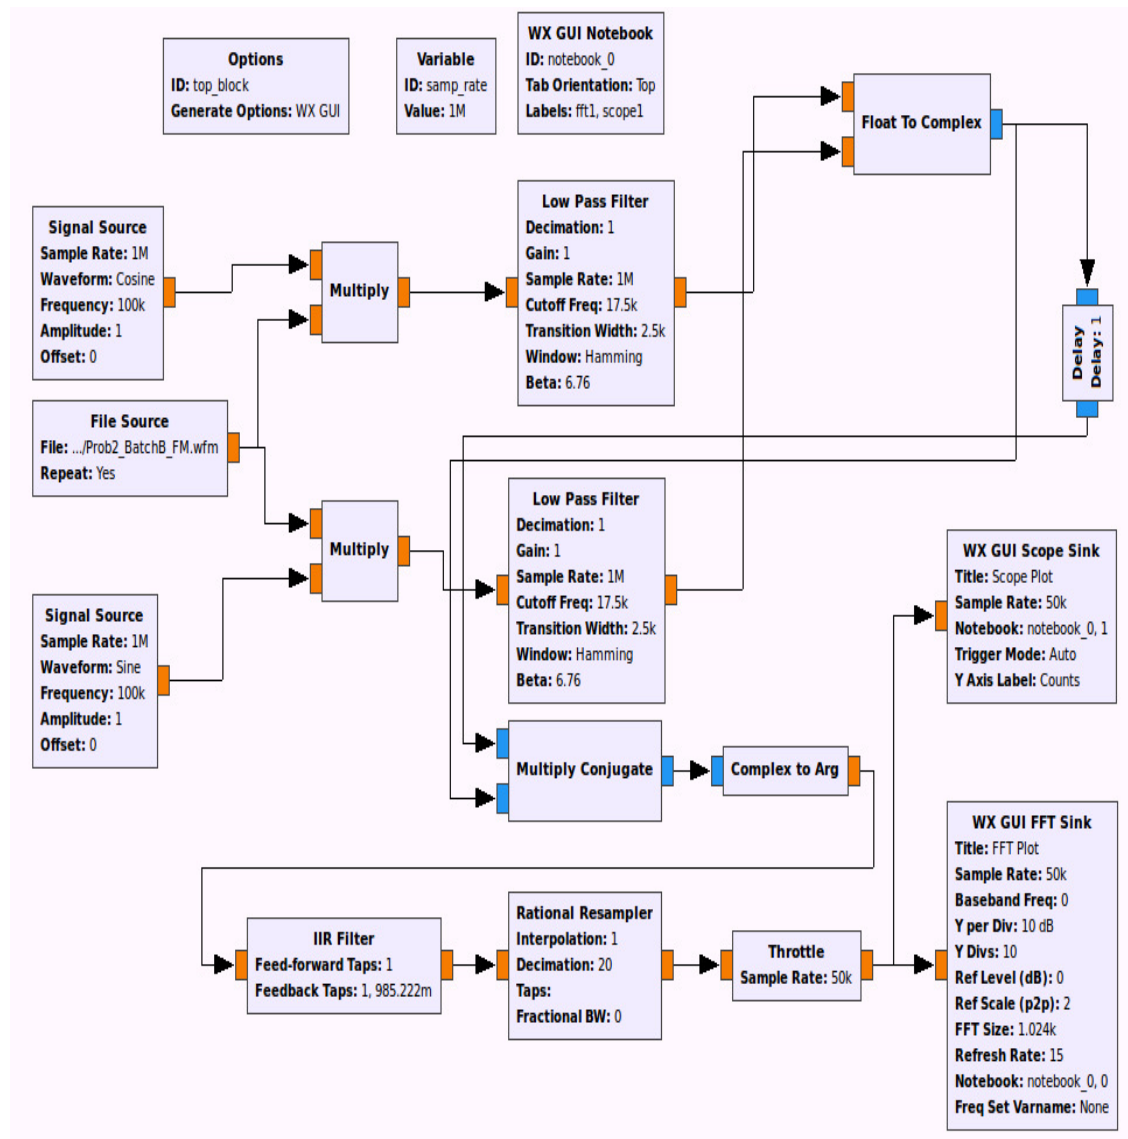 Options
ID: top_block
Generate Options: WX GUI
Variable
ID: samp_rate
Value: 1M
WX GUI Notebook
ID: notebook_0
Tab Orientation: Top
Labels: fft1, scope1
Float To Complex
Signal Source
Sample Rate: 1M
Waveform: Cosine
Frequency: 100k
Amplitude: 1
Offset: 0
Multiply
Low Pass Filter
Decimation: 1
Gain: 1
Sample Rate: 1M
Cutoff Freq: 17.5k
Transition Width: 2.5k
Window: Hamming
Beta: 6.76
Delay
Delay: 1
File Source
File: .../Prob2_BatchB_FM.wfm
Repeat: Yes
Multiply
Low Pass Filter
Decimation: 1
Gain: 1
Sample Rate: 1M
Cutoff Freq: 17.5k
Transition Width: 2.5k
Window: Hamming
Beta: 6.76
Signal Source
Sample Rate: 1M
Waveform: Sine
Frequency: 100k
Amplitude: 1
Offset: 0
WX GUI Scope Sink
Title: Scope Plot
Sample Rate: 50k
Notebook: notebook_0, 1
Trigger Mode: Auto
Y Axis Label: Counts
Multiply Conjugate
Complex to Arg
IIR Filter
Feed-forward Taps: 1
Feedback Taps: 1, 985.222m
Rational Resampler
Interpolation: 1
Decimation: 20
Taps:
Fractional BW: 0
Throttle
Sample Rate: 50k
WX GUI FFT Sink
Title: FFT Plot
Sample Rate: 50k
Baseband Freq: 0
Y per Div: 10 dB
Y Divs: 10
Ref Level (dB): 0
Ref Scale (p2p): 2
FFT Size: 1.024k
Refresh Rate: 15
Notebook: notebook_0, 0
Freq Set Varname: None